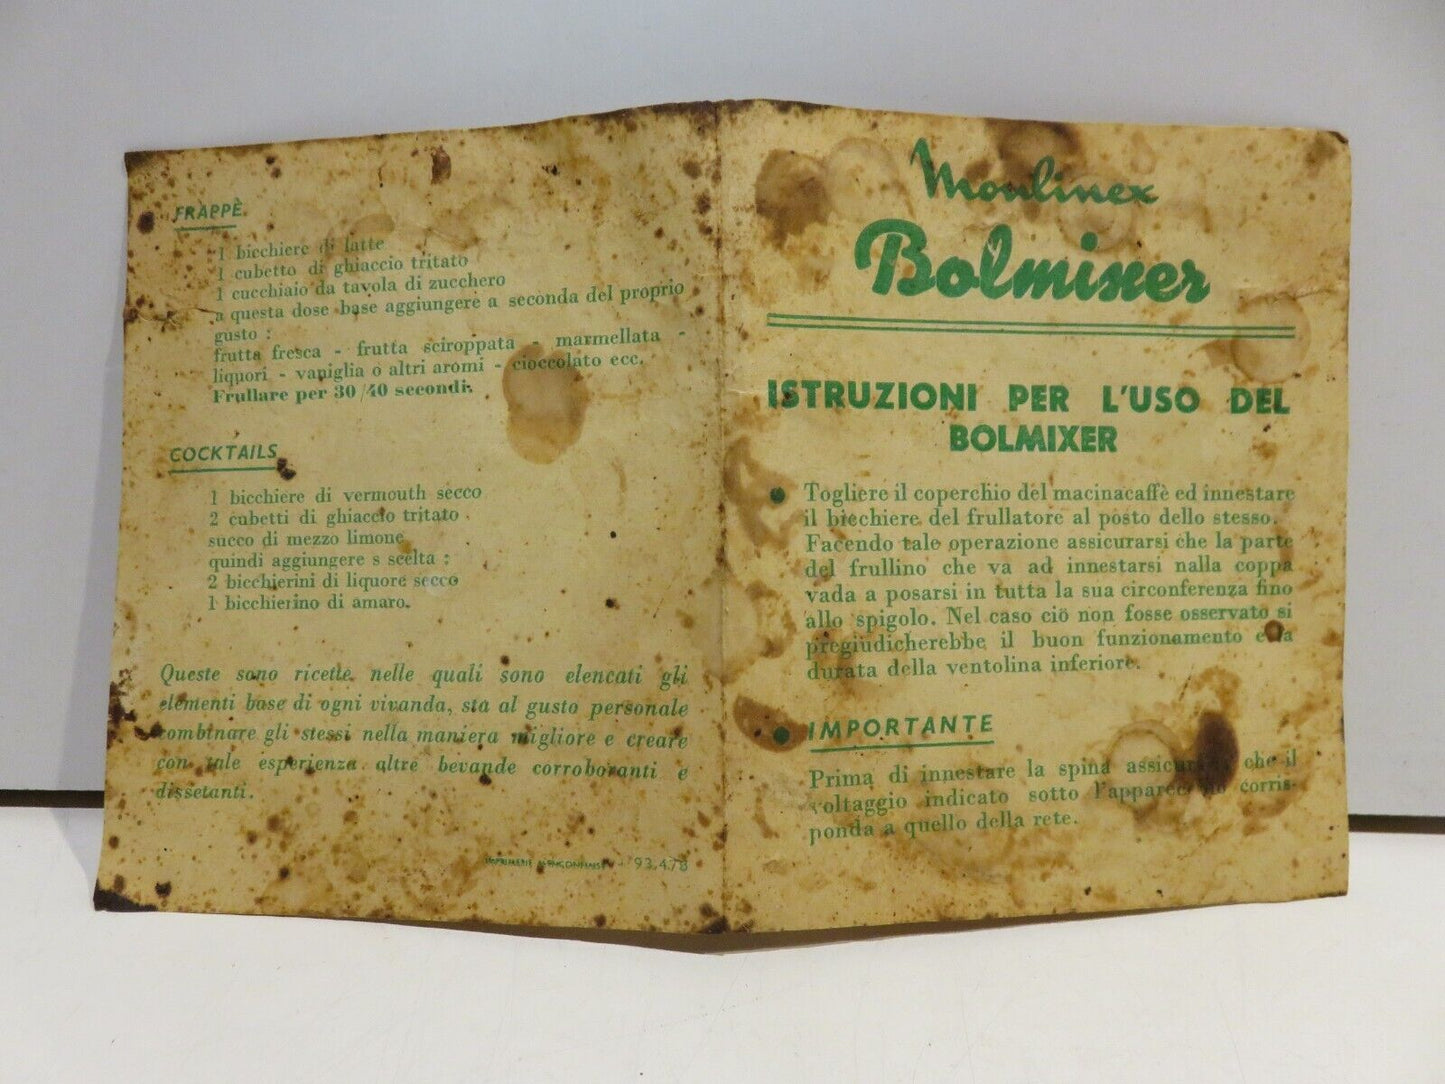 FRAPPÈ
1 bicchiere di latte
1 cubetto di ghiaccio tritato
1 cucchiaio da tavola di zucchero
a questa dose base aggiungere a seconda del proprio
gusto :
frutta fresca - frutta sciroppata - marmellata -
liquori - vaniglia o altri aromi - cioccolato ecc.
Frullare per 30/40 secondi.
COCKTAILS
1 bicchiere di vermouth secco
2 cubetti di ghiaccio tritato
succo di mezzo limone
quindi aggiungere s scelta :
2 bicchierini di liquore secco
1 bicchierino di amaro.
Queste sono ricette nelle quali sono elencati gli
elementi base di ogni vivanda, sta al gusto personale
combinare gli stessi nella maniera migliore e creare
con tale esperienza altre bevande corroboranti e
dissetanti.
IMPRIMERIE ALENÇONNAISE - 93.478
Moulinex
Bolmixer
ISTRUZIONI PER L'USO DEL
BOLMIXER
● Togliere il coperchio del macinacaffè ed innestare
il bicchiere del frullatore al posto dello stesso.
Facendo tale operazione assicurarsi che la parte
del frullino che va ad innestarsi nalla coppa
vada a posarsi in tutta la sua circonferenza fino
allo spigolo. Nel caso ciò non fosse osservato si
pregiudicherebbe il buon funzionamento e la
durata della ventolina inferiore.
● IMPORTANTE
Prima di innestare la spina assicurarsi che il
voltaggio indicato sotto l'apparecchio corris-
ponda a quello della rete.